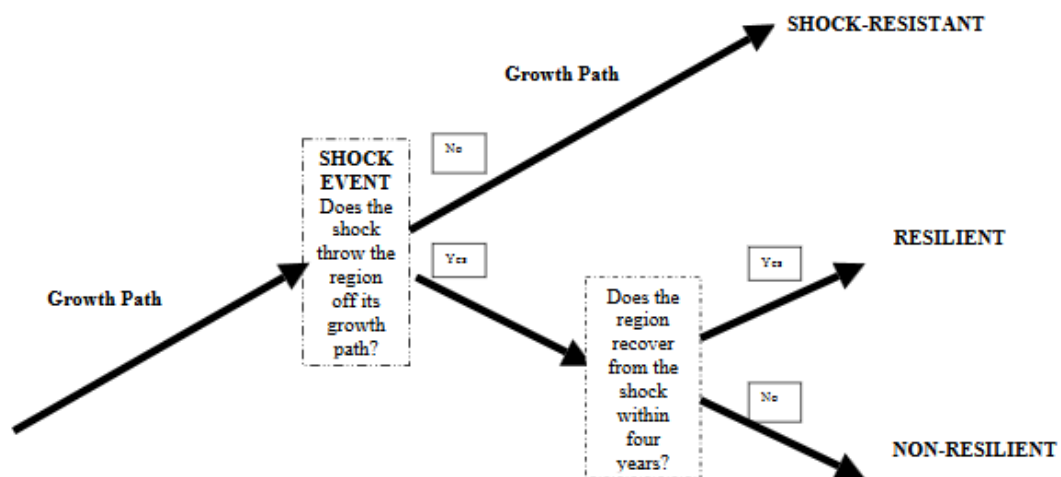 SHOCK-RESISTANT
Growth Path
No
SHOCK
EVENT
Does the
shock
throw the
region
off its
growth
path?
Yes
Growth Path
RESILIENT
Yes
Does the
region
recover
from the
shock
within
four
years?
No
NON-RESILIENT